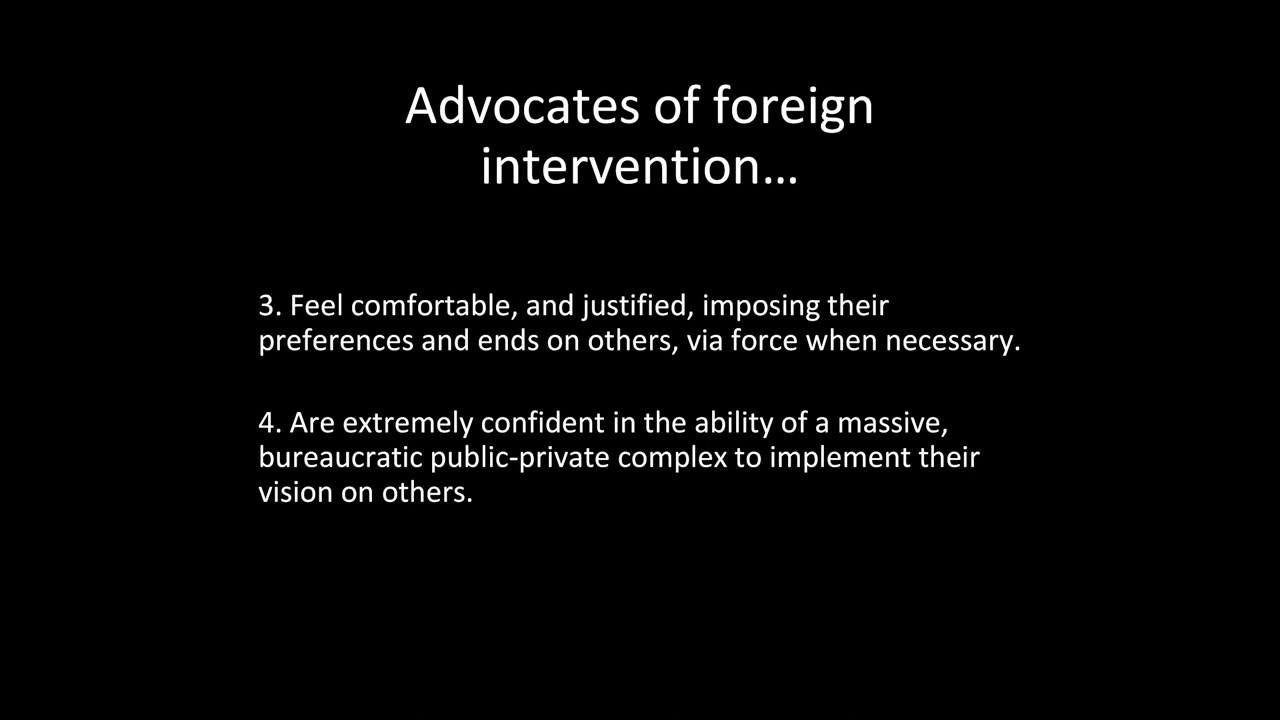 Advocates of foreign
intervention…
3. Feel comfortable, and justified, imposing their
preferences and ends on others, via force when necessary.
4. Are extremely confident in the ability of a massive,
bureaucratic public-private complex to implement their
vision on others.